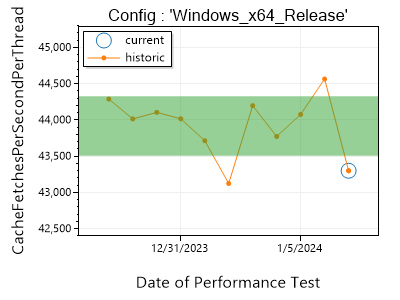 Config : 'Windows_x64_Release'
CacheFetchesPerSecondPerThread
45,000
44,500
44,000
43,500
43,000
42,500
current
historic
12/31/2023
1/5/2024
Date of Performance Test